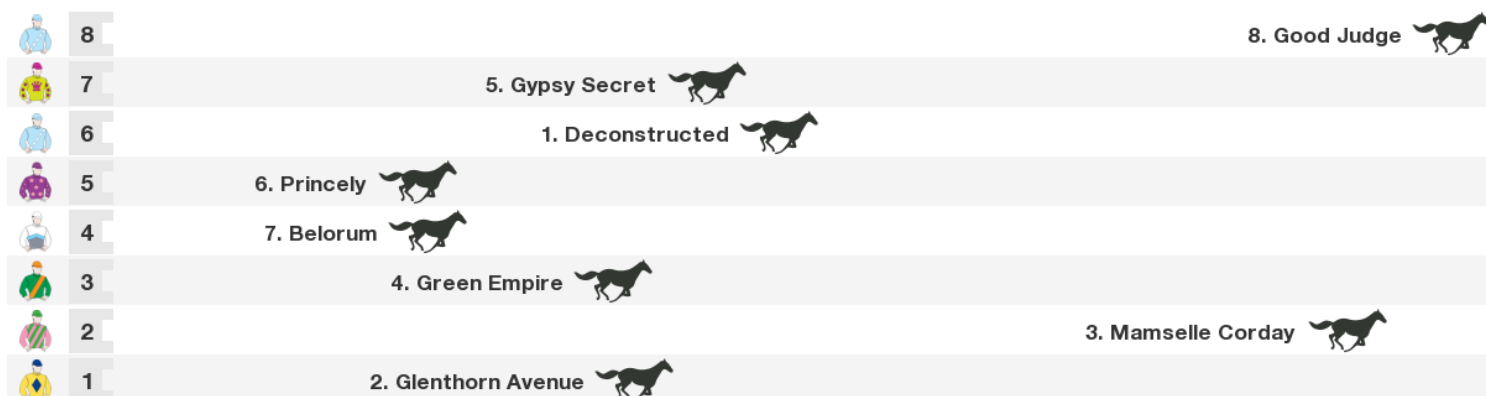 8 8. Good Judge
7 5. Gypsy Secret
6 1. Deconstructed
5 6. Princely
4 7. Belorum
3 4. Green Empire
2 3. Mamselle Corday
1 2. Glenthorn Avenue